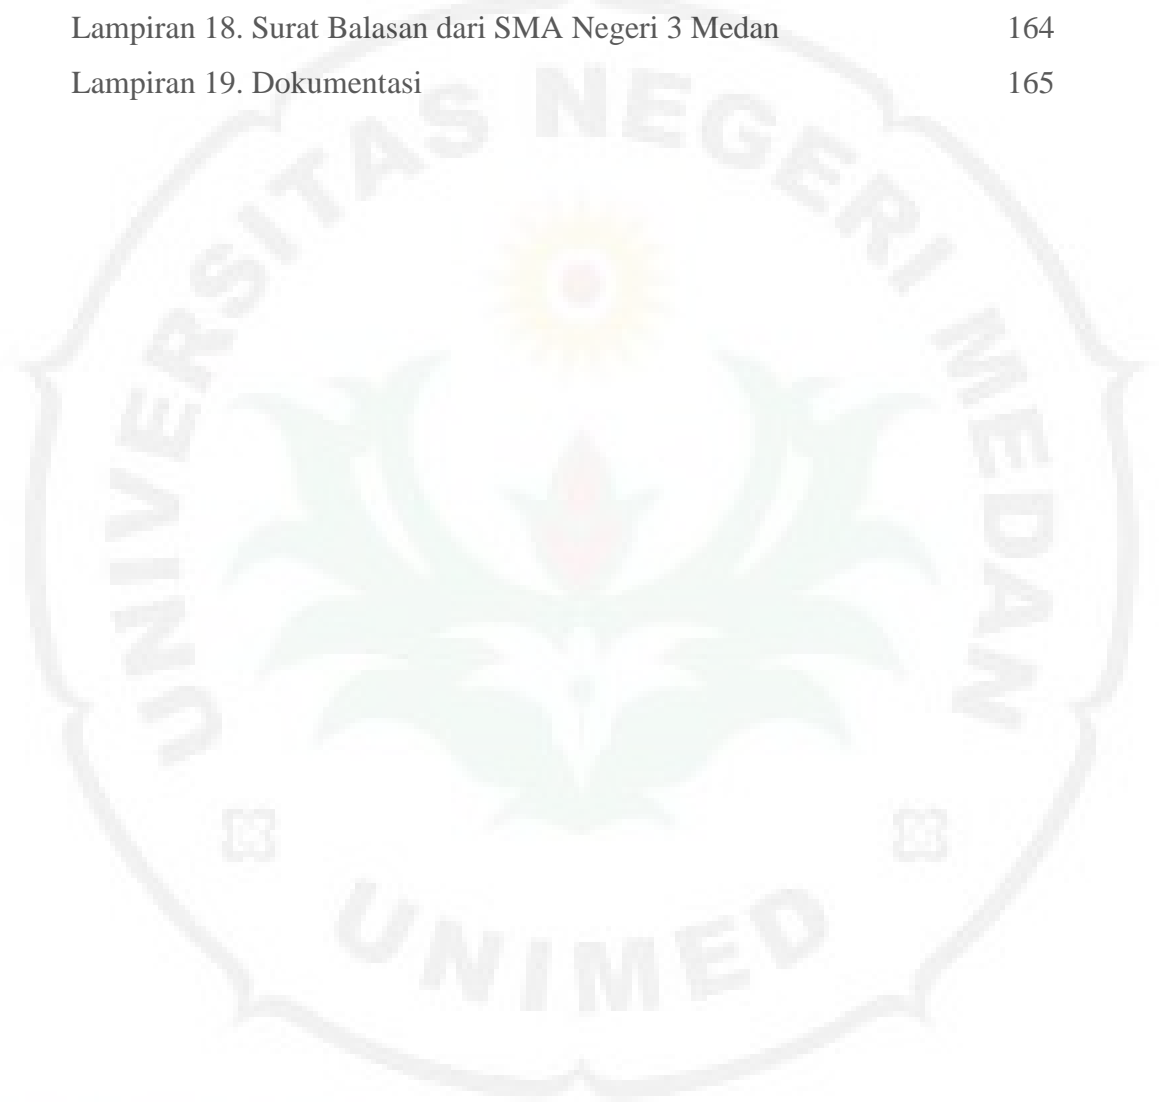 Lampiran 18. Surat Balasan dari SMA Negeri 3 Medan 164
Lampiran 19. Dokumentasi 165
UNIVERSITAS NEGERI MEDAN
UNIMED